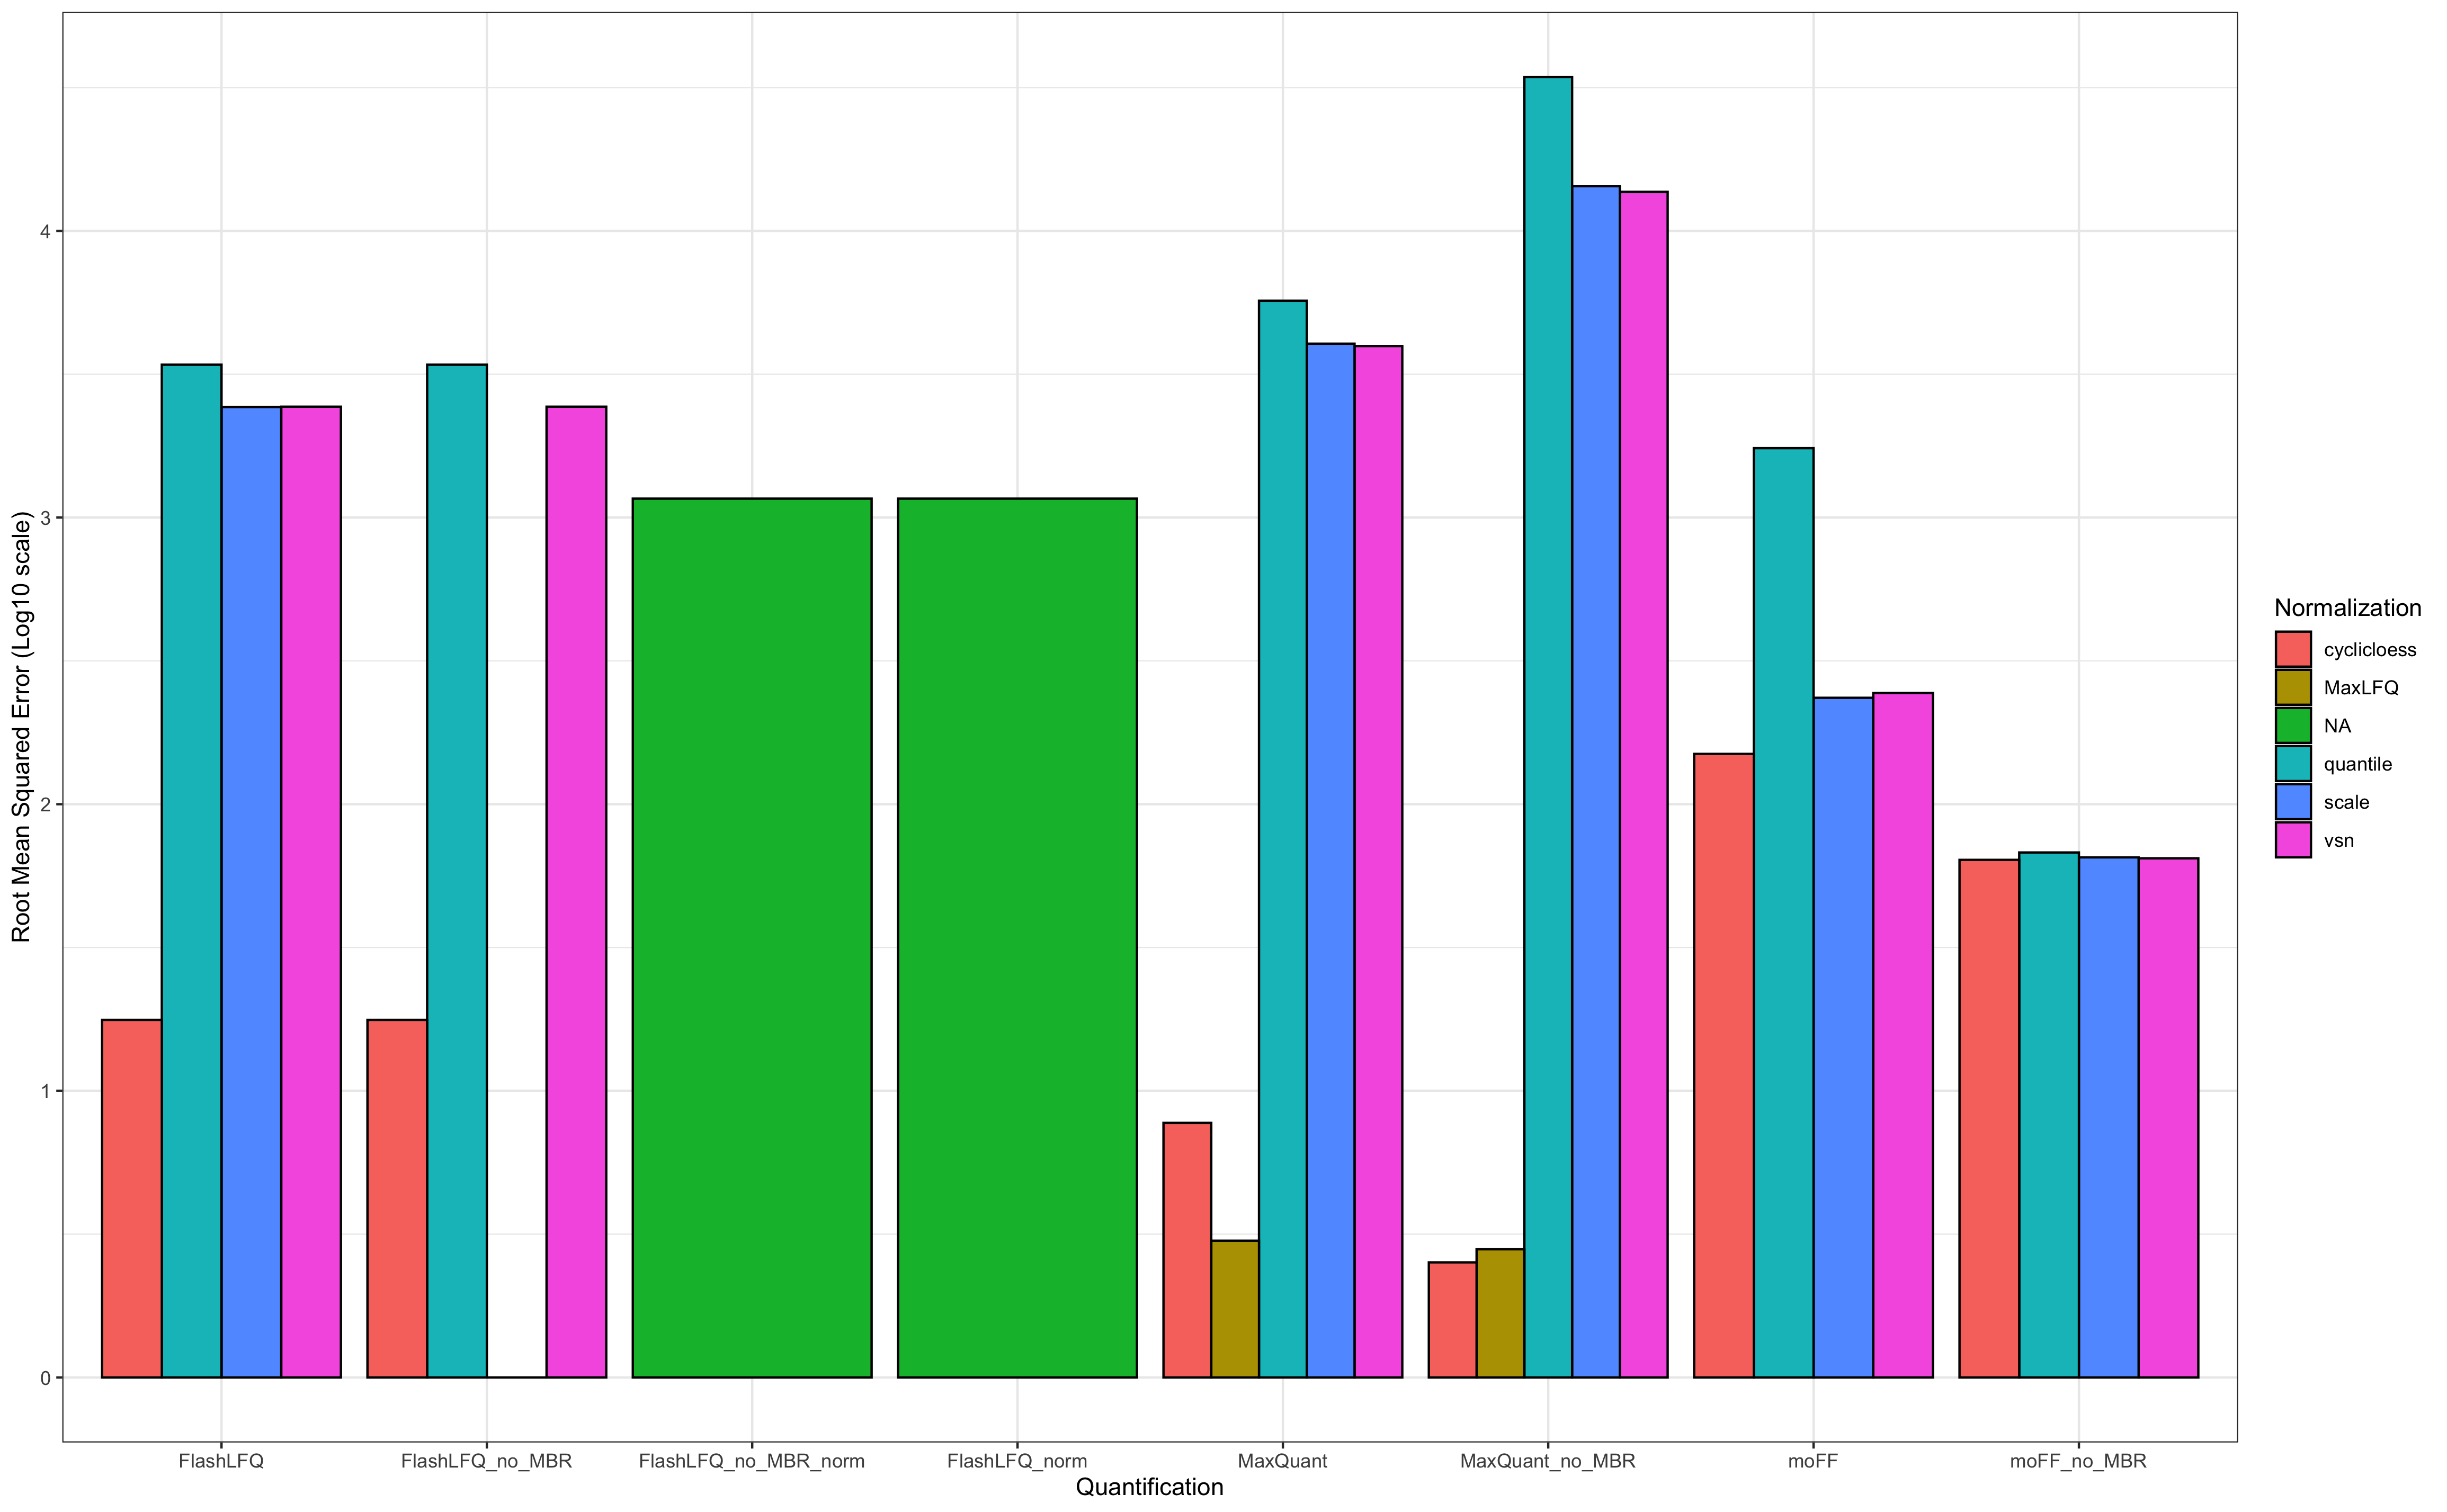 Root Mean Squared Error (Log10 scale)
4
3
2
1
0
FlashLFQ
FlashLFQ_no_MBR
FlashLFQ_no_MBR_norm
FlashLFQ_norm
MaxQuant
MaxQuant_no_MBR
moFF
moFF_no_MBR
Quantification
Normalization
cyclicloess
MaxLFQ
NA
quantile
scale
vsn